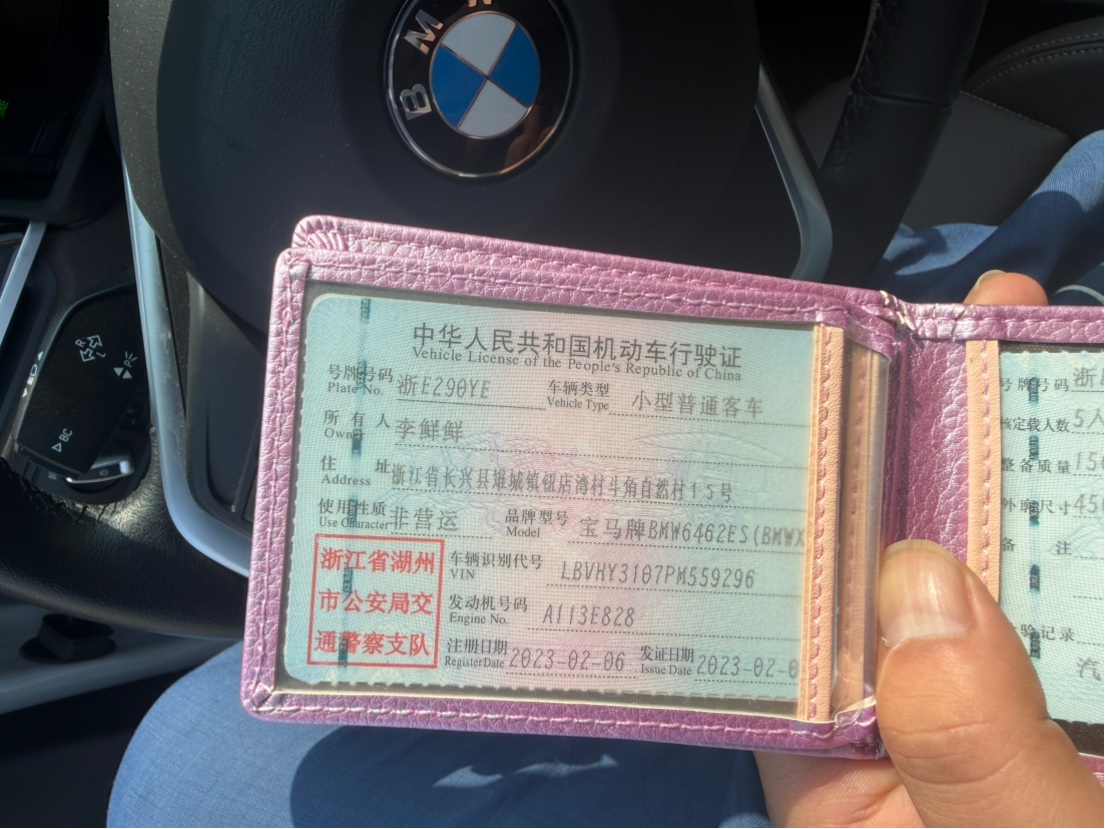 BMW
中华人民共和国机动车行驶证
Vehicle License of the People's Republic of China
号牌号码 浙E290YE 车辆类型 小型普通客车
Plate No. Vehicle Type
所有人 李鲜鲜
Owner
住址 浙江省长兴县雉城镇钮店湾村斗角自然村15号
Address
使用性质 非营运 品牌型号 宝马牌BMW6462ES(BMWX
Use Character Model
浙江省湖州
市公安局交
通警察支队
车辆识别代号 LBVHY3107PM559296
VIN
发动机号码 A113E828
Engine No.
注册日期 2023-02-06 发证日期 2023-02-0
Register Date Issue Date
号牌号码 浙
核定载人数 5人
整备质量
外廓尺寸 450
备注
验记录
汽
R
L
P
BC